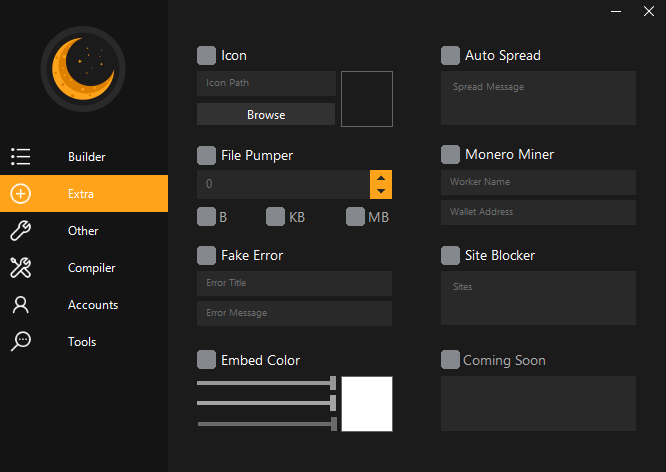 Builder
Extra
Other
Compiler
Accounts
Tools
Icon
Icon Path
Browse
File Pumper
0
B KB MB
Fake Error
Error Title
Error Message
Embed Color
Auto Spread
Spread Message
Monero Miner
Worker Name
Wallet Address
Site Blocker
Sites
Coming Soon